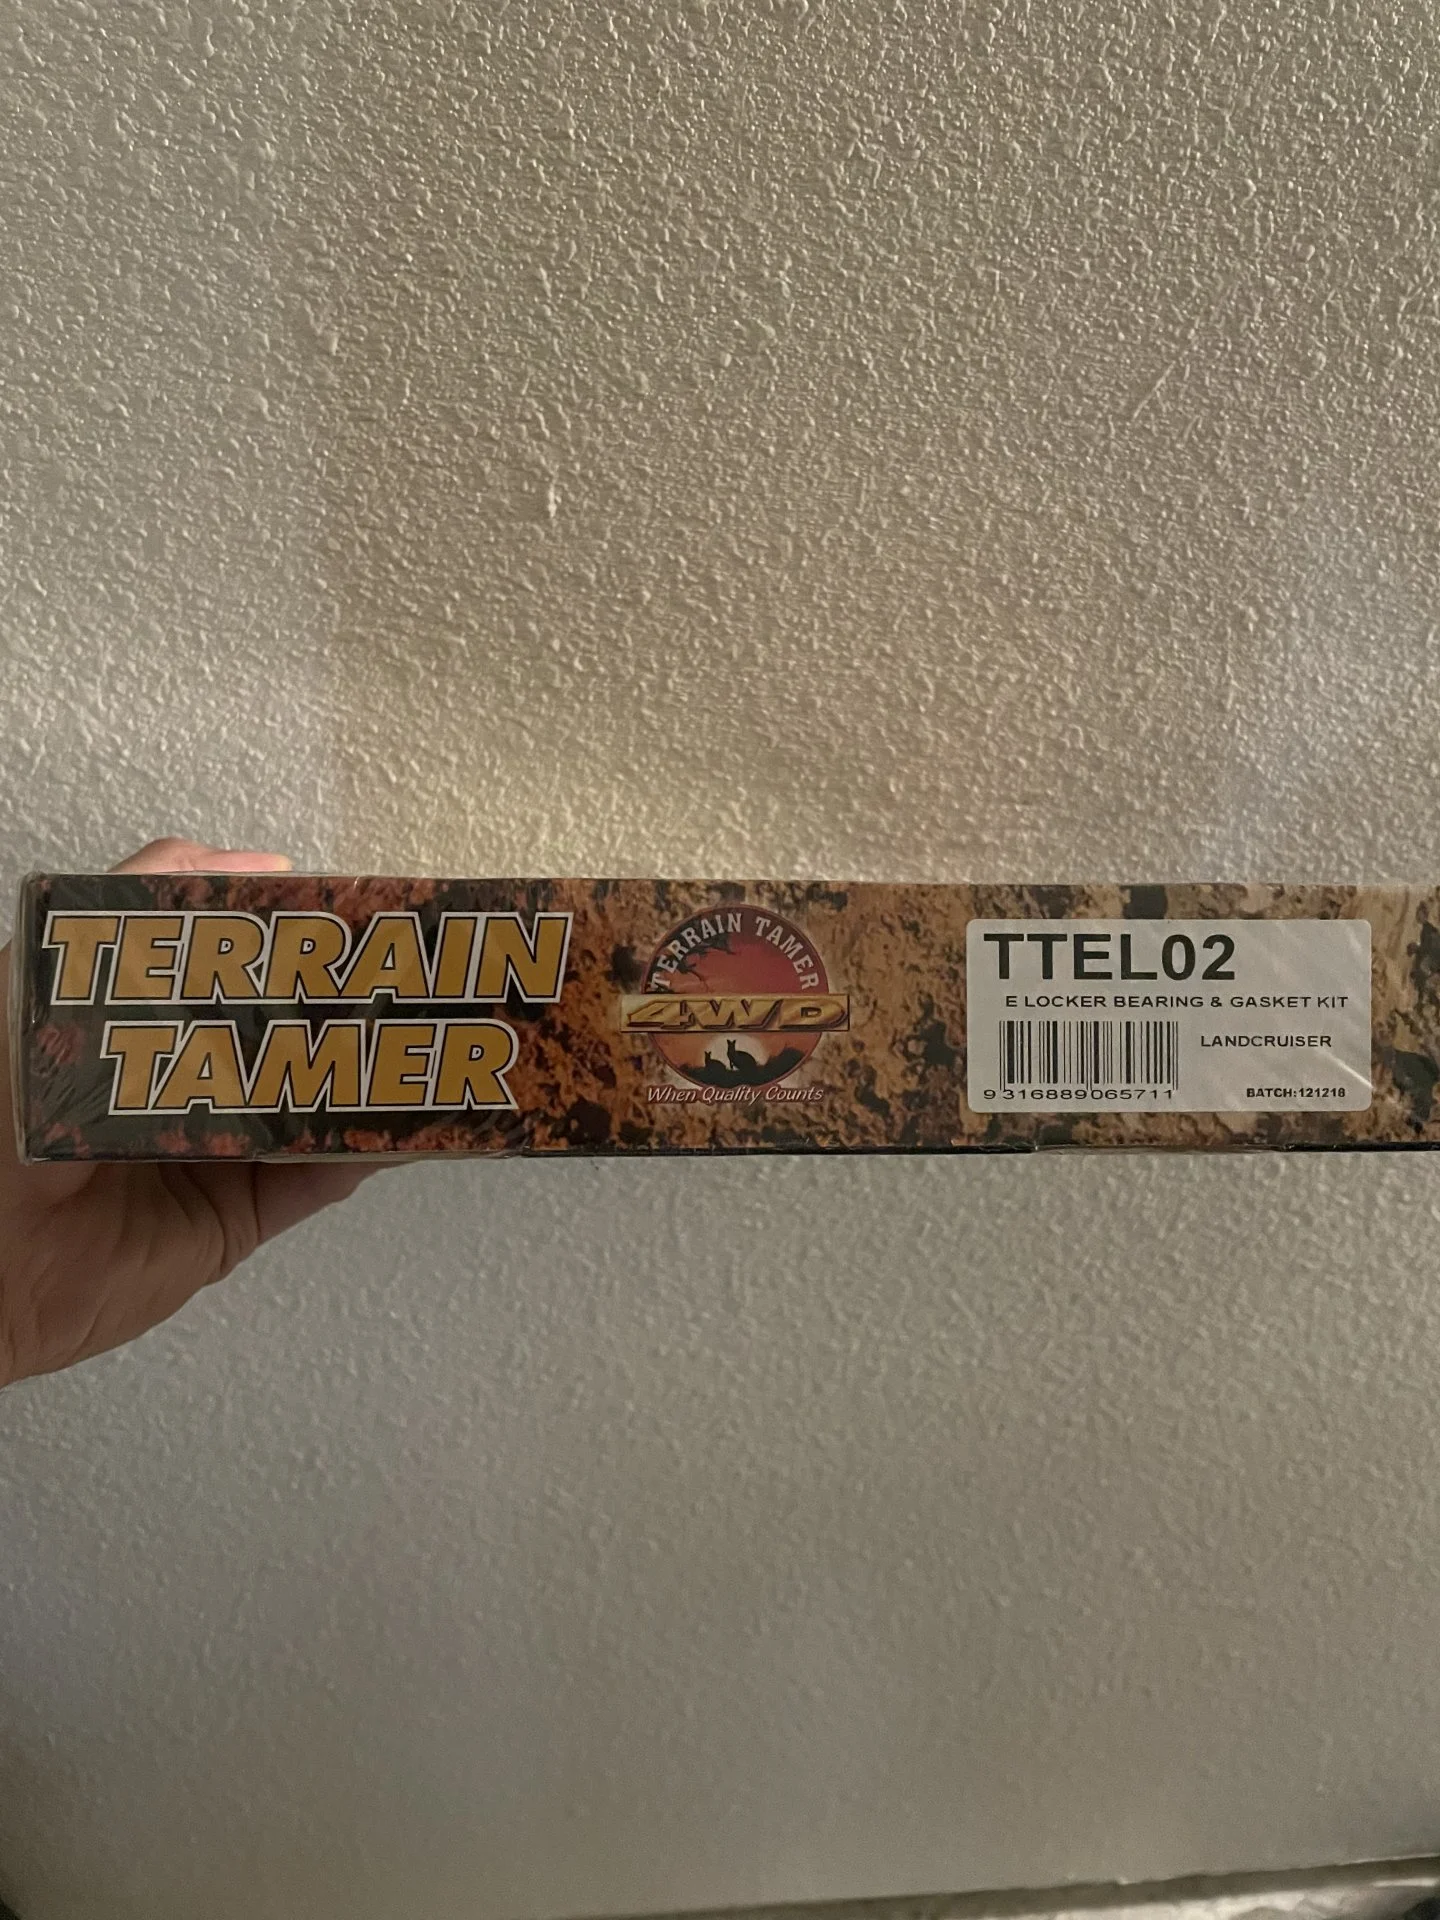 TERRAIN
TAMER
TERRAIN TAMER
4WD
When Quality Counts
TTEL02
E LOCKER BEARING & GASKET KIT
LANDCRUISER
9 316889 065711
BATCH:121218